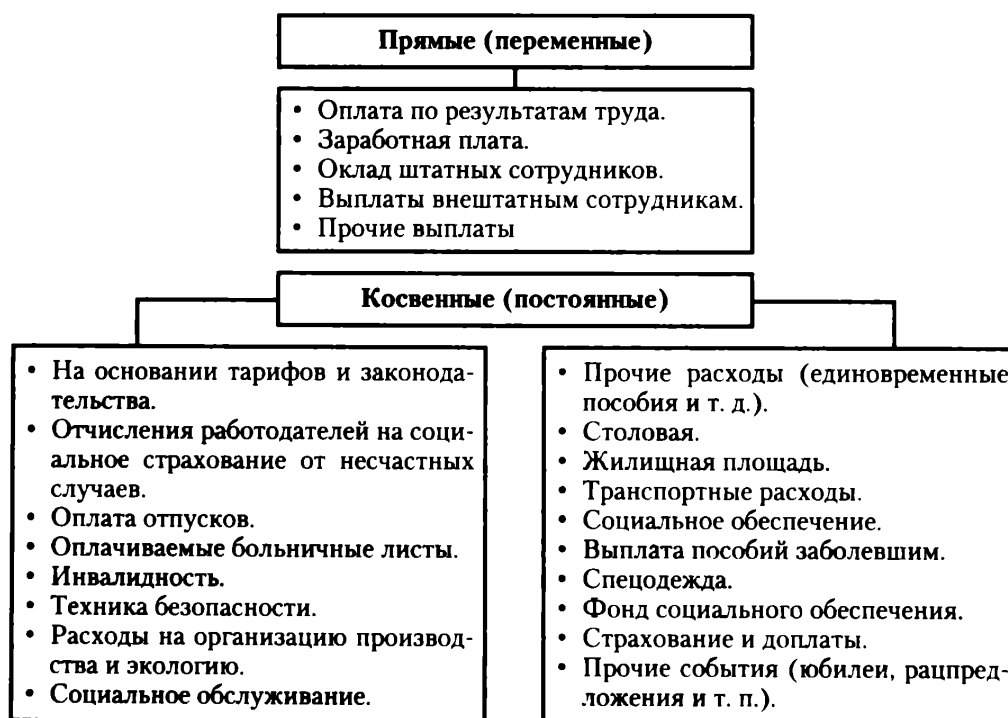 Прямые (переменные)
• Оплата по результатам труда.
• Заработная плата.
• Оклад штатных сотрудников.
• Выплаты внештатным сотрудникам.
• Прочие выплаты
Косвенные (постоянные)
• На основании тарифов и законода-
тельства.
• Отчисления работодателей на соци-
альное страхование от несчастных
случаев.
• Оплата отпусков.
• Оплачиваемые больничные листы.
• Инвалидность.
• Техника безопасности.
• Расходы на организацию производ-
ства и экологию.
• Социальное обслуживание.
• Прочие расходы (единовременные
пособия и т. д.).
• Столовая.
• Жилищная площадь.
• Транспортные расходы.
• Социальное обеспечение.
• Выплата пособий заболевшим.
• Спецодежда.
• Фонд социального обеспечения.
• Страхование и доплаты.
• Прочие события (юбилеи, рацпред-
ложения и т. п.).